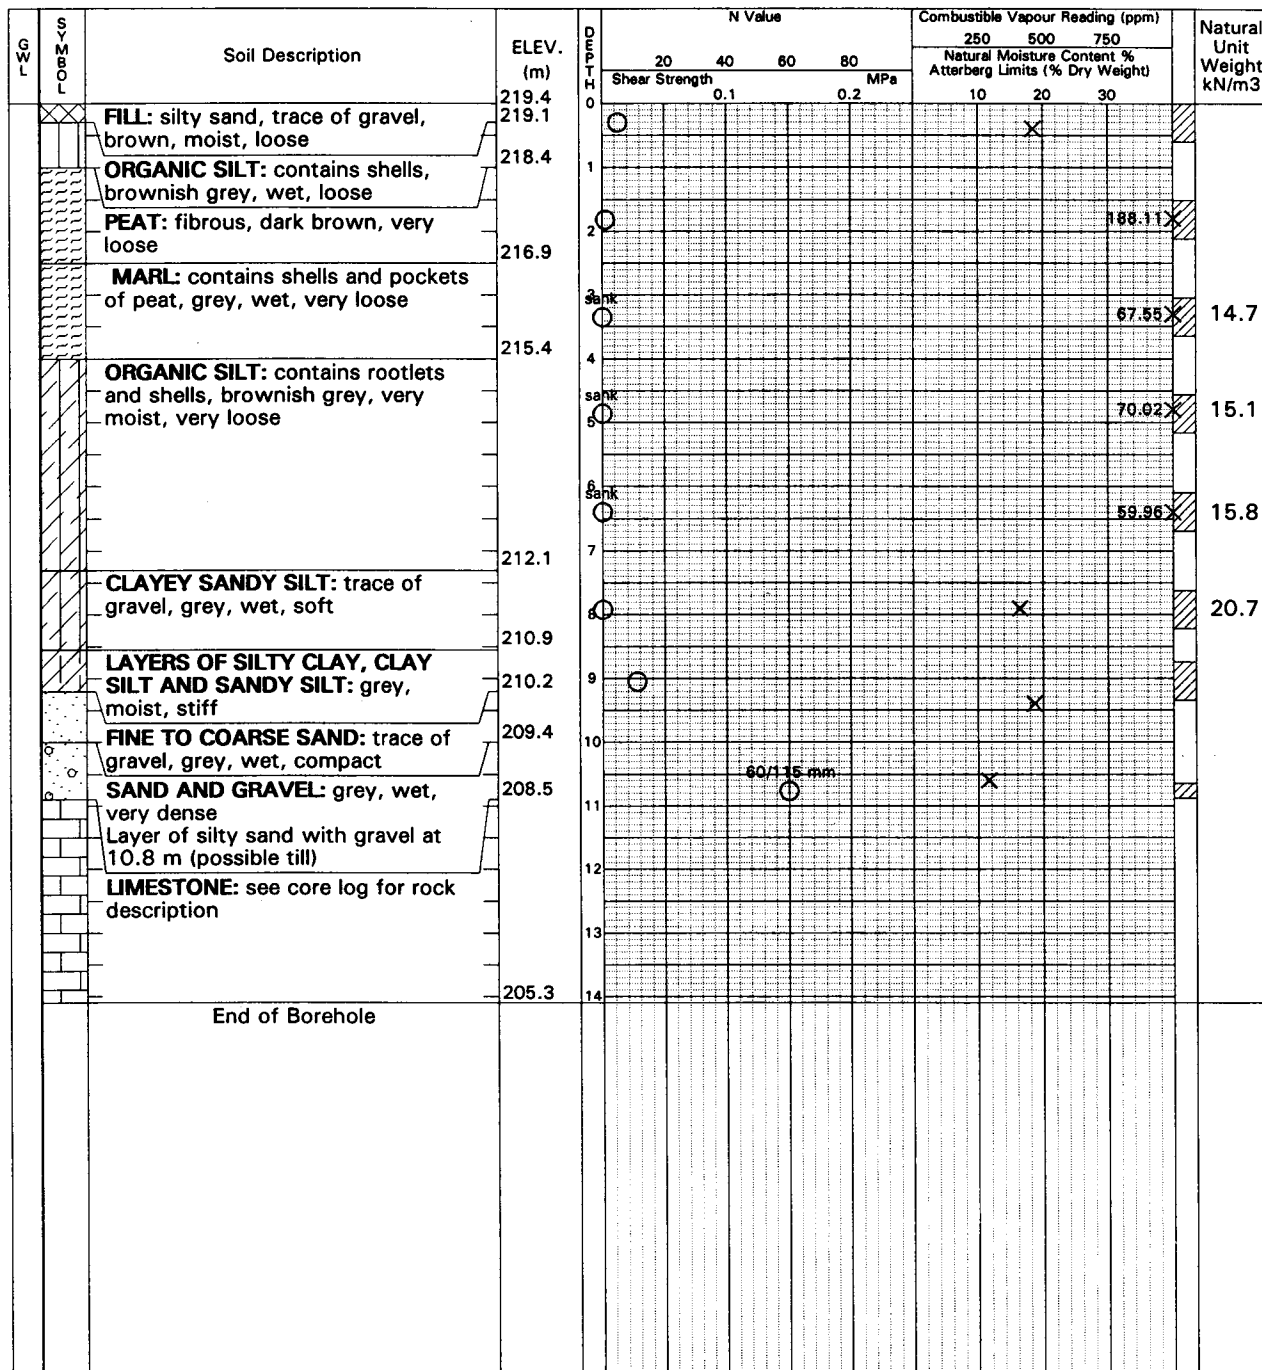 GWL
SYMBOL
Soil Description
ELEV.
(m)
DEPTH
N Value
20 40 60 80
Shear Strength MPa
0.1 0.2
Combustible Vapour Reading (ppm)
250 500 750
Natural Moisture Content %
Atterberg Limits (% Dry Weight)
10 20 30
Natural
Unit
Weight
kN/m3
219.4
0
FILL: silty sand, trace of gravel,
brown, moist, loose
219.1
218.4
1
ORGANIC SILT: contains shells,
brownish grey, wet, loose
PEAT: fibrous, dark brown, very
loose
188.11
2
216.9
MARL: contains shells and pockets
of peat, grey, wet, very loose
3
sank
67.55
14.7
215.4
4
ORGANIC SILT: contains rootlets
and shells, brownish grey, very
moist, very loose
sank
70.02
15.1
5
6
sank
59.96
15.8
7
212.1
CLAYEY SANDY SILT: trace of
gravel, grey, wet, soft
8
20.7
210.9
LAYERS OF SILTY CLAY, CLAY
SILT AND SANDY SILT: grey,
moist, stiff
9
210.2
209.4
FINE TO COARSE SAND: trace of
gravel, grey, wet, compact
10
60/115 mm
SAND AND GRAVEL: grey, wet,
very dense
208.5
11
Layer of silty sand with gravel at
10.8 m (possible till)
12
LIMESTONE: see core log for rock
description
13
205.3
14
End of Borehole